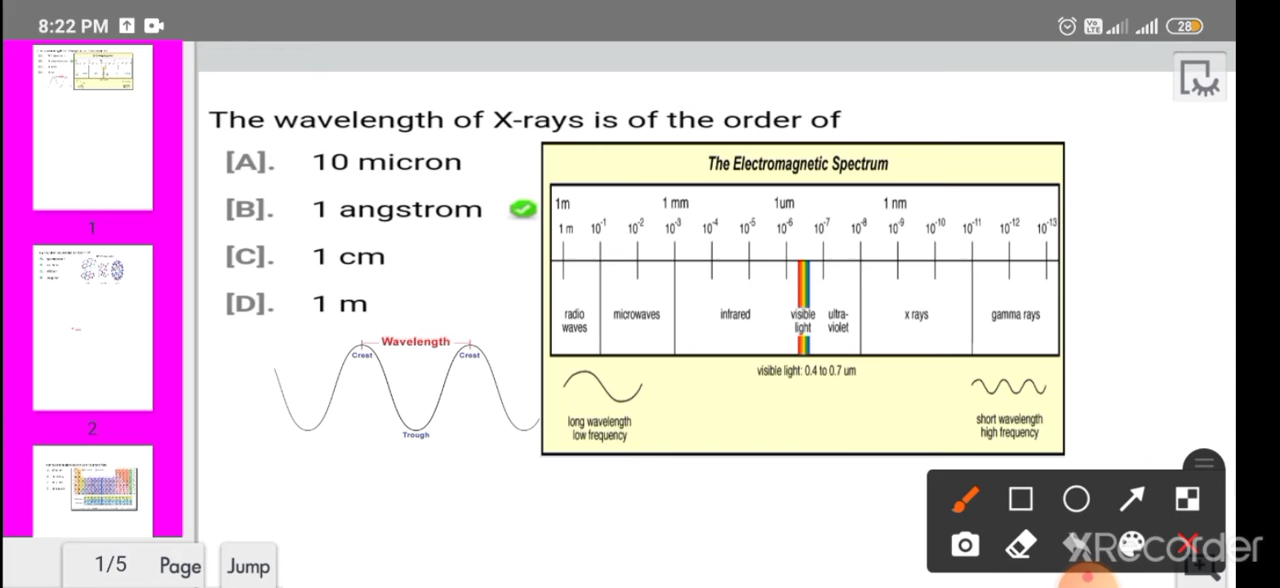 8:22 PM
Vo LTE
28
The wavelength of X-rays is of the order of
[A]. 10 micron
[B]. 1 angstrom
[C]. 1 cm
[D]. 1 m
Wavelength
Crest Crest
Trough
The Electromagnetic Spectrum
1m 1 mm 1um 1 nm
1 m 10⁻¹ 10⁻² 10⁻³ 10⁻⁴ 10⁻⁵ 10⁻⁶ 10⁻⁷ 10⁻⁸ 10⁻⁹ 10⁻¹⁰ 10⁻¹¹ 10⁻¹² 10⁻¹³
radio waves microwaves infrared visible light ultra-violet x rays gamma rays
visible light: 0.4 to 0.7 um
long wavelength
low frequency
short wavelength
high frequency
1
2
1/5 Page Jump
XRecorder